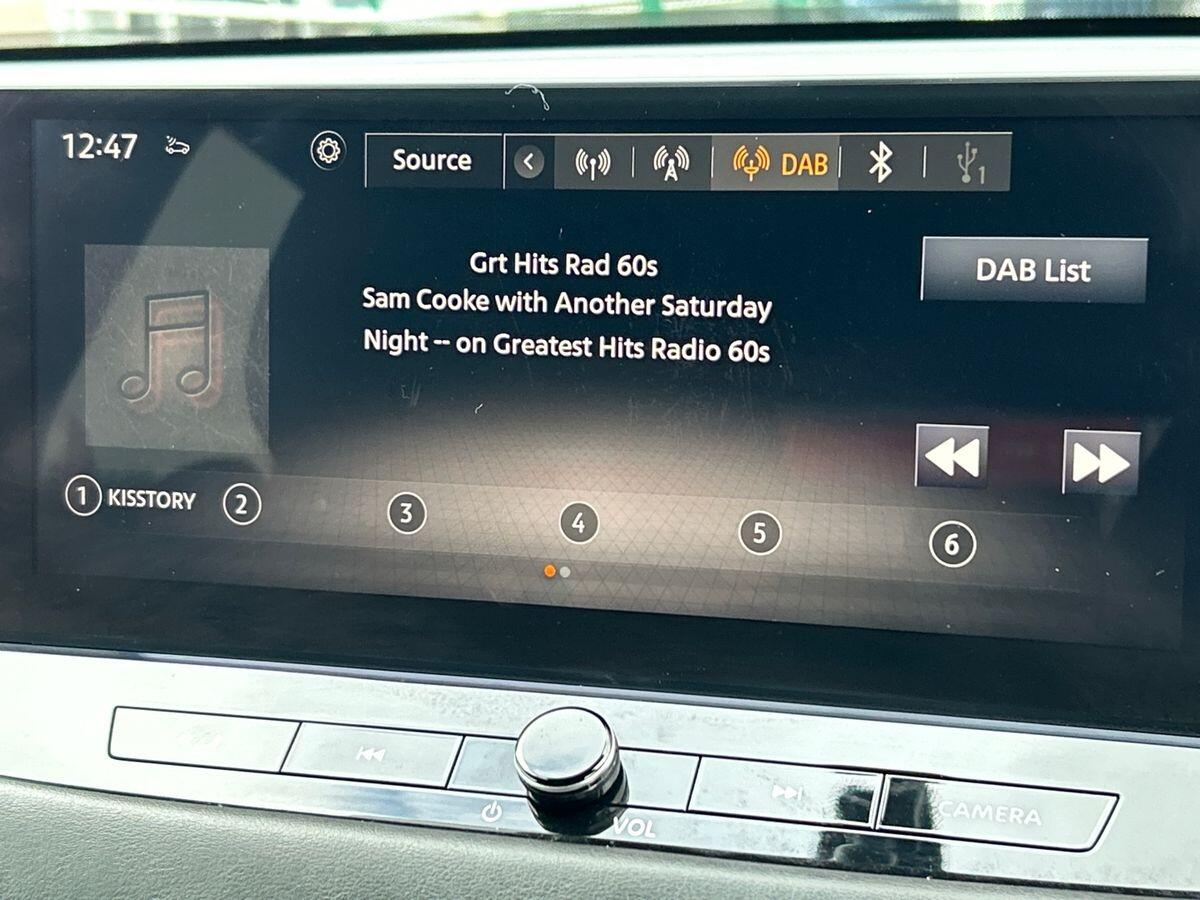 12:47
Source
DAB
1
Grt Hits Rad 60s
DAB List
Sam Cooke with Another Saturday
Night -- on Greatest Hits Radio 60s
1 KISSTORY 2 3 4 5 6
VOL
CAMERA